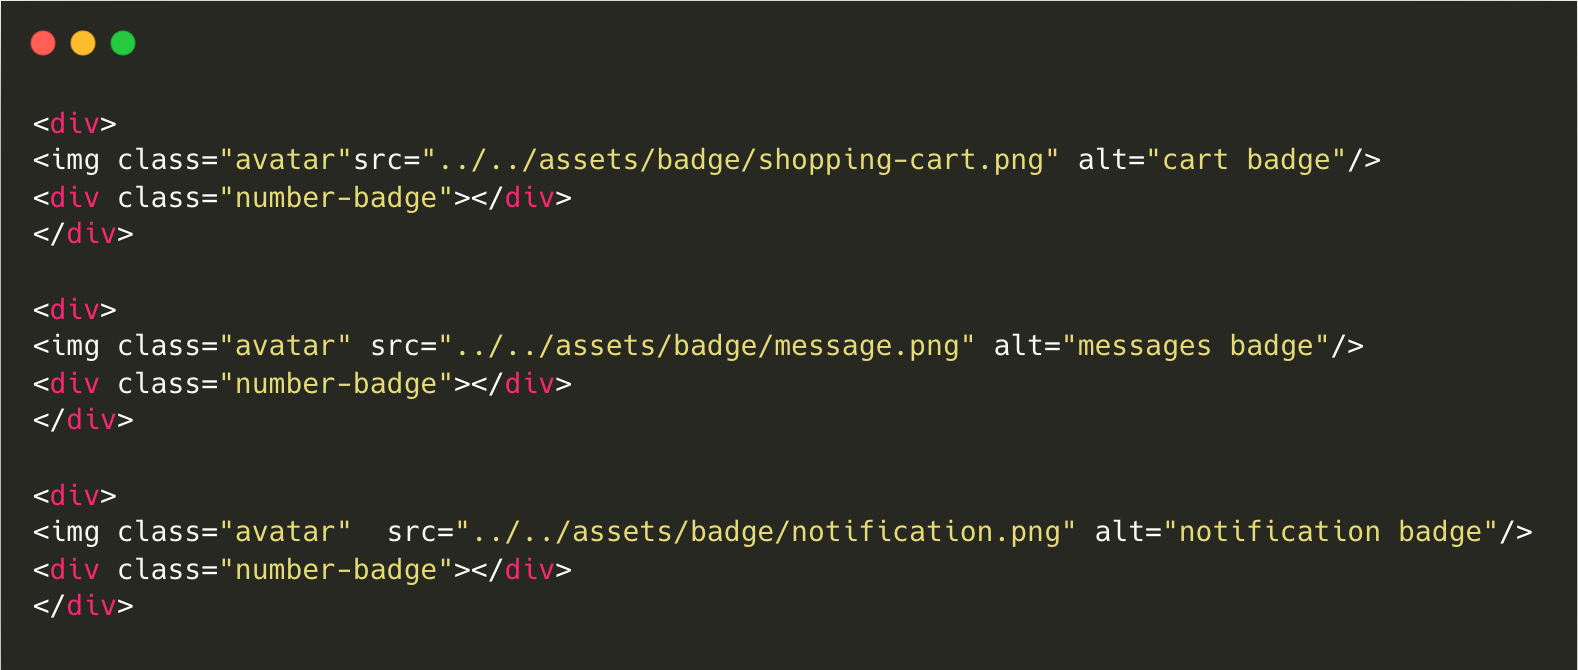 <div>
<img class="avatar"src="../../assets/badge/shopping-cart.png" alt="cart badge"/>
<div class="number-badge"></div>
</div>
<div>
<img class="avatar" src="../../assets/badge/message.png" alt="messages badge"/>
<div class="number-badge"></div>
</div>
<div>
<img class="avatar"  src="../../assets/badge/notification.png" alt="notification badge"/>
<div class="number-badge"></div>
</div>